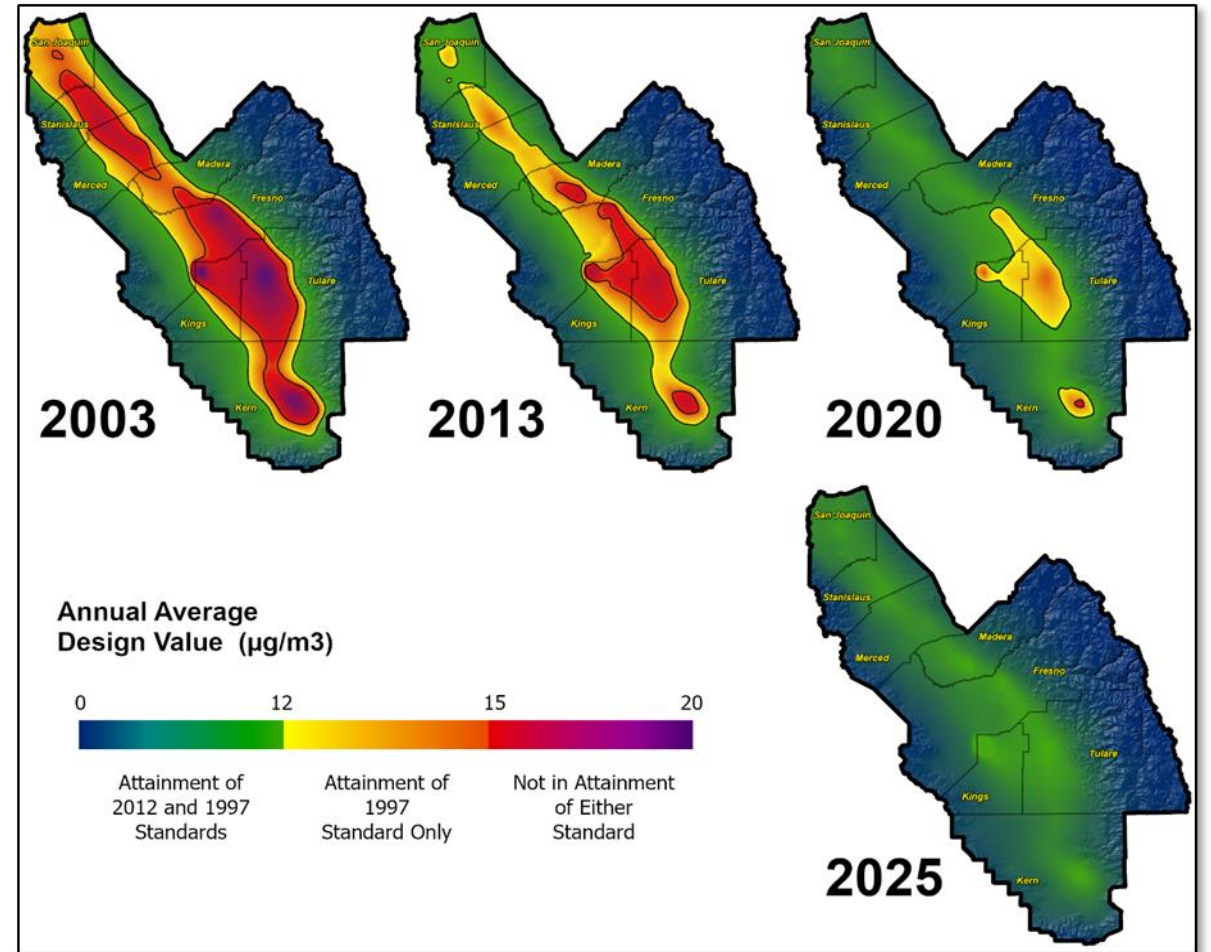 San Joaquin
Stanislaus
Merced
Madera
Fresno
Tulare
Kings
Kern
2003
San Joaquin
Stanislaus
Merced
Madera
Fresno
Tulare
Kings
Kern
2013
San Joaquin
Stanislaus
Merced
Madera
Fresno
Tulare
Kings
Kern
2020
Annual Average
Design Value (µg/m3)
0 12 15 20
Attainment of
2012 and 1997
Standards
Attainment of
1997
Standard Only
Not in Attainment
of Either
Standard
San Joaquin
Stanislaus
Merced
Madera
Fresno
Tulare
Kings
Kern
2025